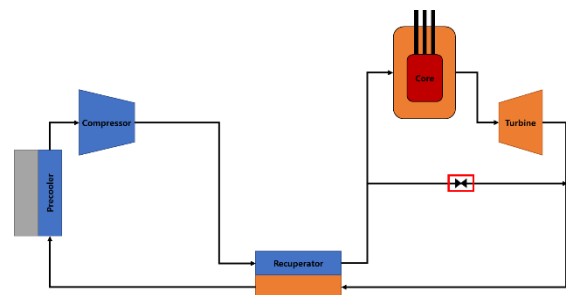 Core
Compressor
Turbine
Precooler
Recuperator